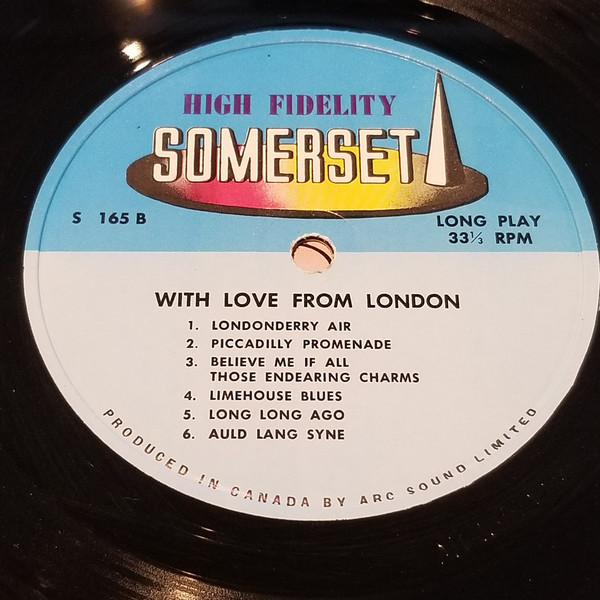 HIGH FIDELITY
SOMERSET
S 165 B
LONG PLAY
33⅓ RPM
WITH LOVE FROM LONDON
1. LONDONDERRY AIR
2. PICCADILLY PROMENADE
3. BELIEVE ME IF ALL
THOSE ENDEARING CHARMS
4. LIMEHOUSE BLUES
5. LONG LONG AGO
6. AULD LANG SYNE
PRODUCED IN CANADA BY ARC SOUND LIMITED